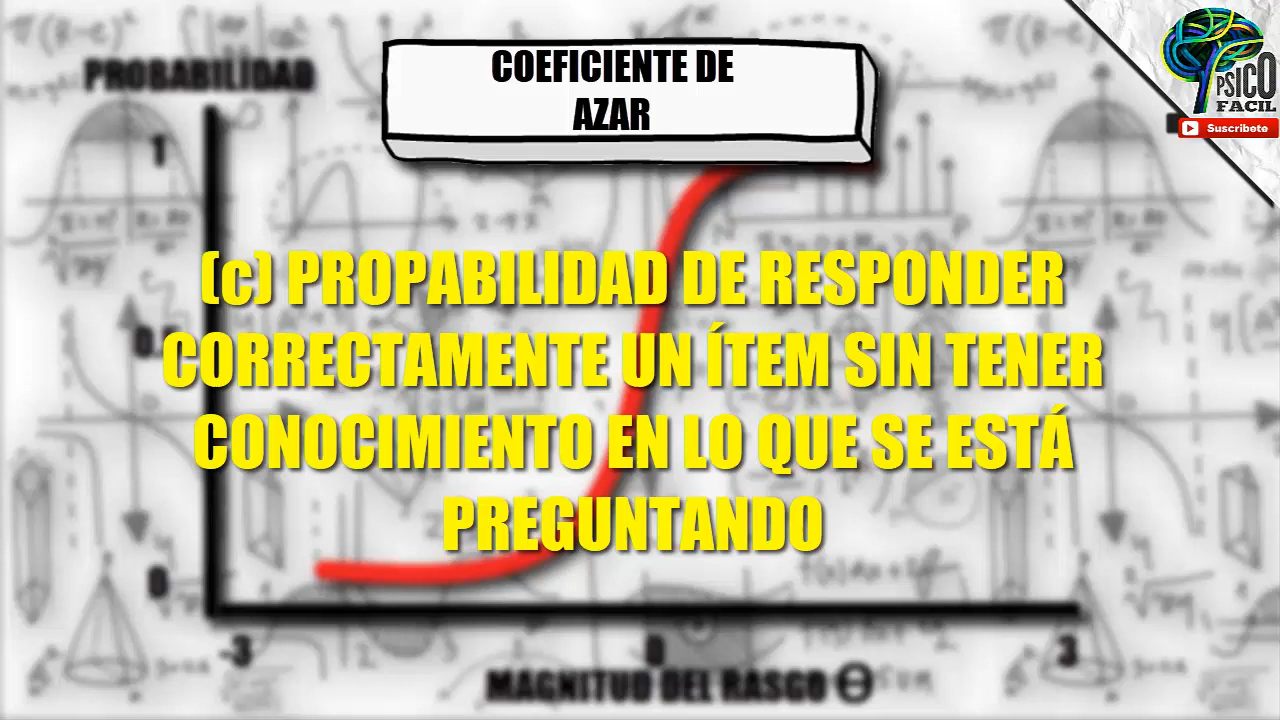 COEFICIENTE DE
AZAR
PSICO
FACIL
Suscribete
PROBABILIDAD
1
(c) PROPABILIDAD DE RESPONDER
CORRECTAMENTE UN ÍTEM SIN TENER
CONOCIMIENTO EN LO QUE SE ESTÁ
PREGUNTANDO
0
-3
0
3
MAGNITUD DEL RASGO Θ